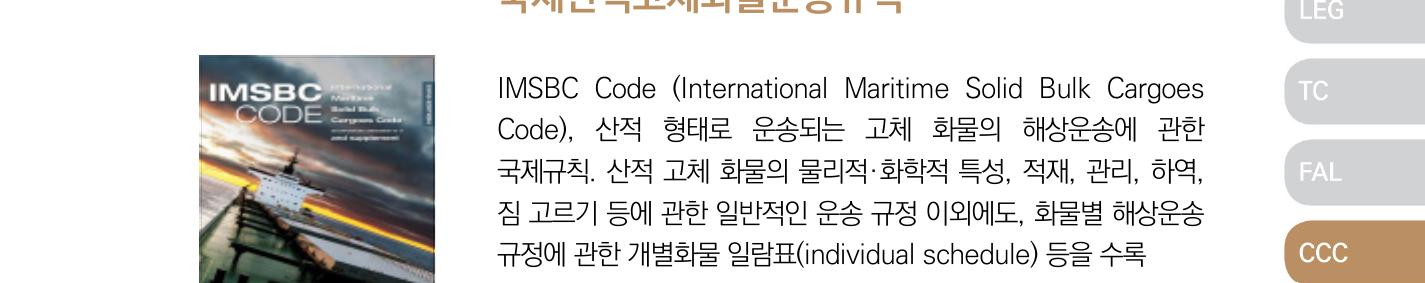 LEG
IMSBC
CODE
International
Maritime
Solid Bulk
Cargoes Code
and supplement
IMSBC Code (International Maritime Solid Bulk Cargoes
Code), 산적 형태로 운송되는 고체 화물의 해상운송에 관한
국제규칙. 산적 고체 화물의 물리적·화학적 특성, 적재, 관리, 하역,
짐 고르기 등에 관한 일반적인 운송 규정 이외에도, 화물별 해상운송
규정에 관한 개별화물 일람표(individual schedule) 등을 수록
TC
FAL
CCC